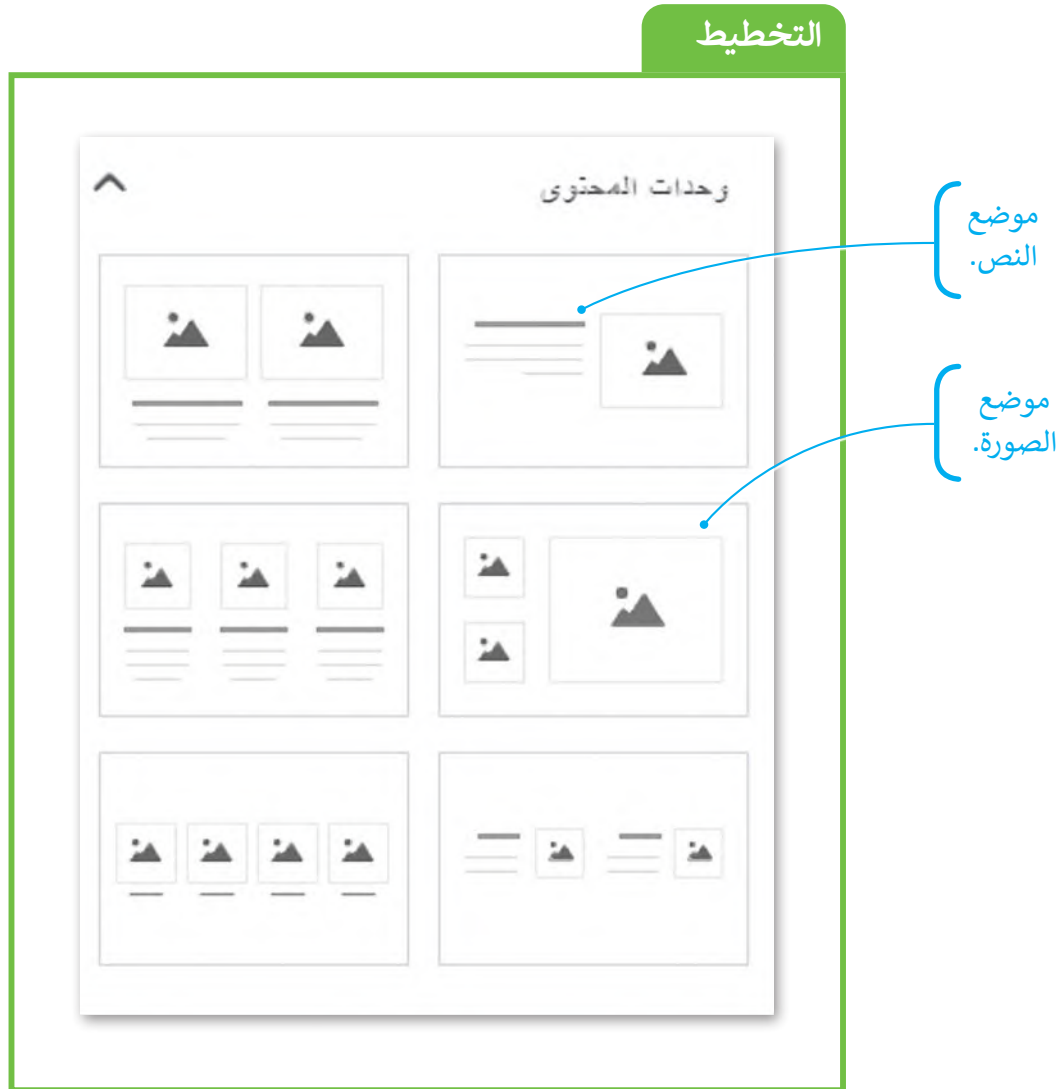 التخطيط
وحدات المحتوى
موضع
النص.
موضع
الصورة.